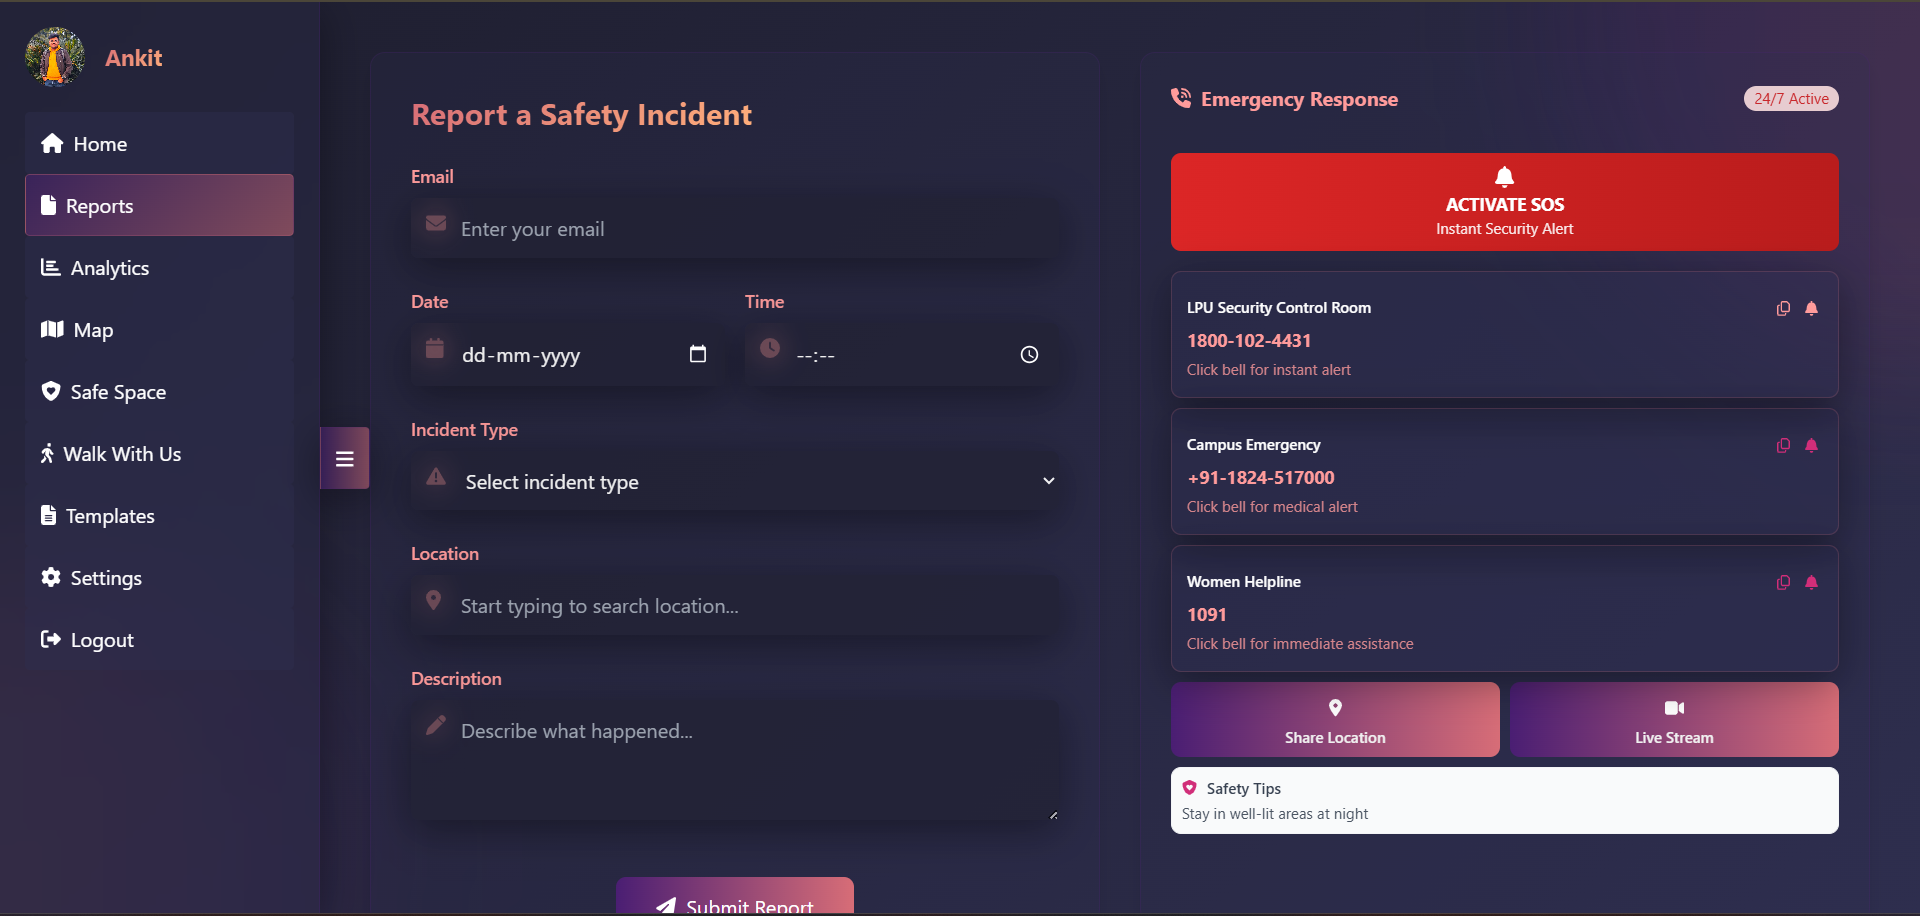 Ankit
Home
Reports
Analytics
Map
Safe Space
Walk With Us
Templates
Settings
Logout
Report a Safety Incident
Email
Enter your email
Date
Time
dd-mm-yyyy
--:--
Incident Type
Select incident type
Location
Start typing to search location...
Description
Describe what happened...
Submit Report
Emergency Response
24/7 Active
ACTIVATE SOS
Instant Security Alert
LPU Security Control Room
1800-102-4431
Click bell for instant alert
Campus Emergency
+91-1824-517000
Click bell for medical alert
Women Helpline
1091
Click bell for immediate assistance
Share Location
Live Stream
Safety Tips
Stay in well-lit areas at night